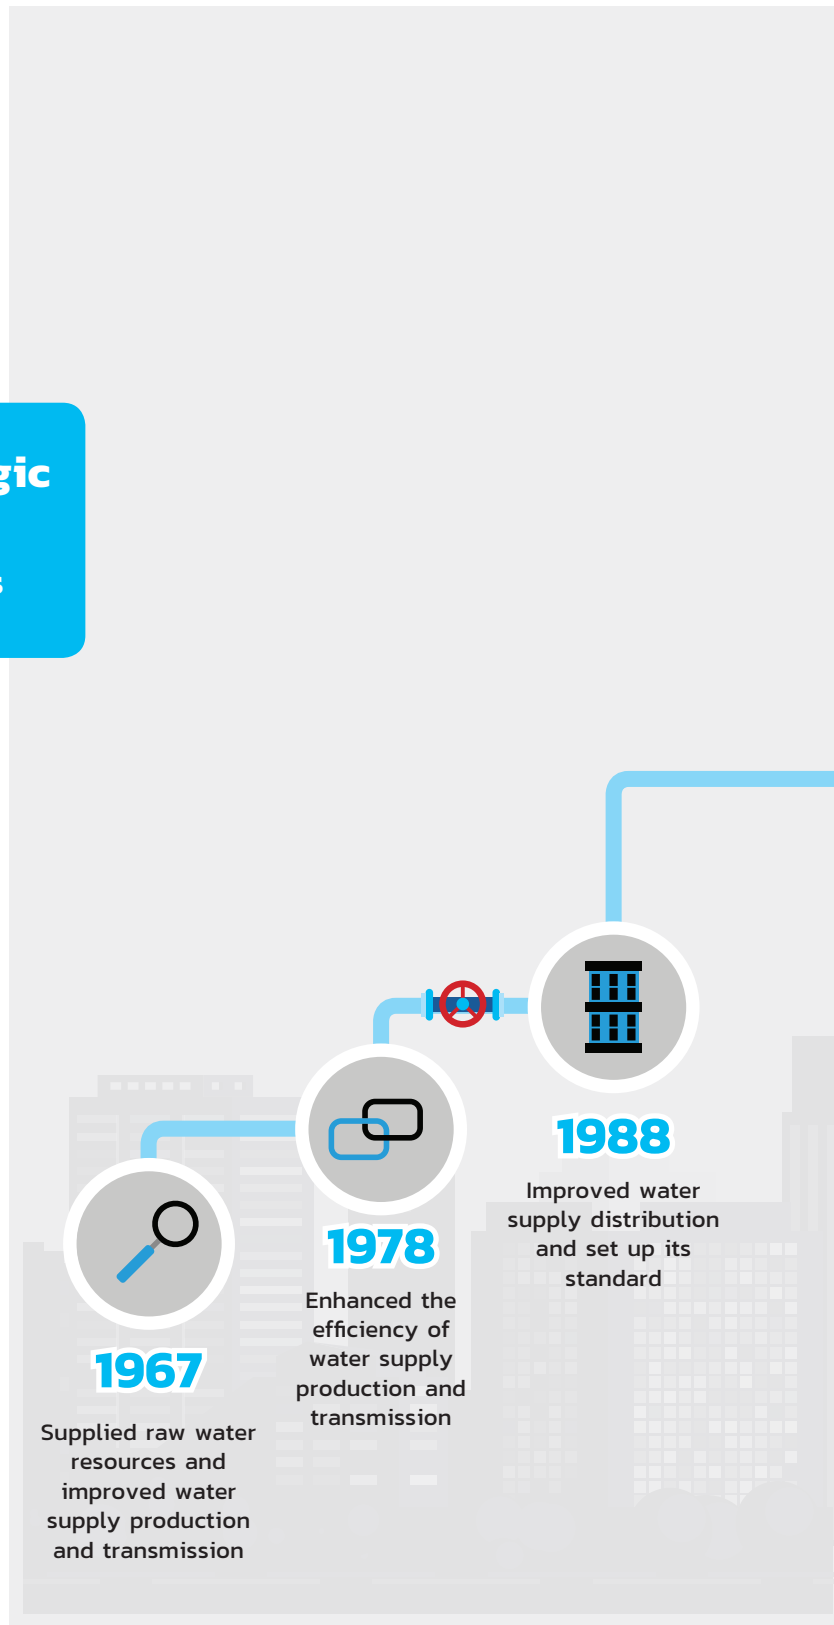 gic
s
1988
Improved water
supply distribution
and set up its
standard
1978
Enhanced the
efficiency of
water supply
production and
transmission
1967
Supplied raw water
resources and
improved water
supply production
and transmission